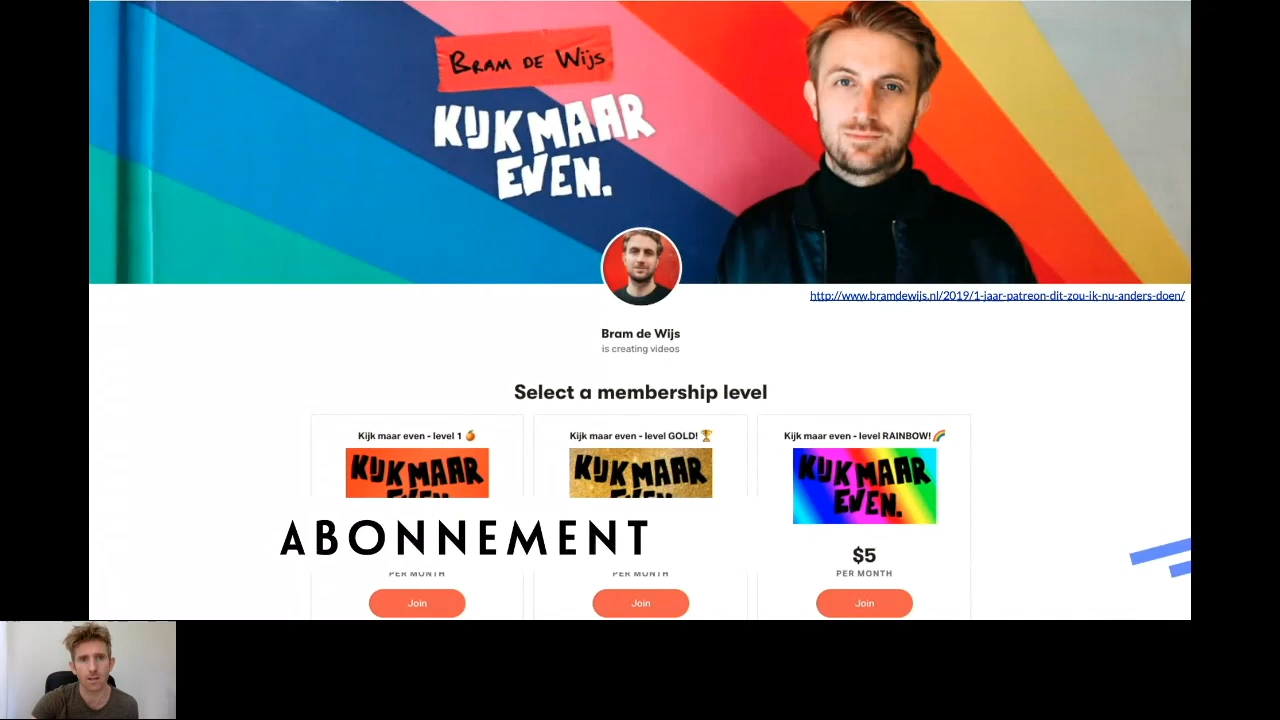 BRAM DE WIJS
KIJK MAAR
EVEN.
http://www.bramdewijs.nl/2019/1-jaar-patreon-dit-zou-ik-nu-anders-doen/
Bram de Wijs
is creating videos
Select a membership level
Kijk maar even - level 1 🍊
Kijk maar even - level GOLD! 🏆
Kijk maar even - level RAINBOW! 🌈
KIJK MAAR
EVEN.
KIJK MAAR
EVEN.
KIJK MAAR
EVEN.
ABONNEMENT
$5
PER MONTH
PER MONTH
PER MONTH
Join
Join
Join